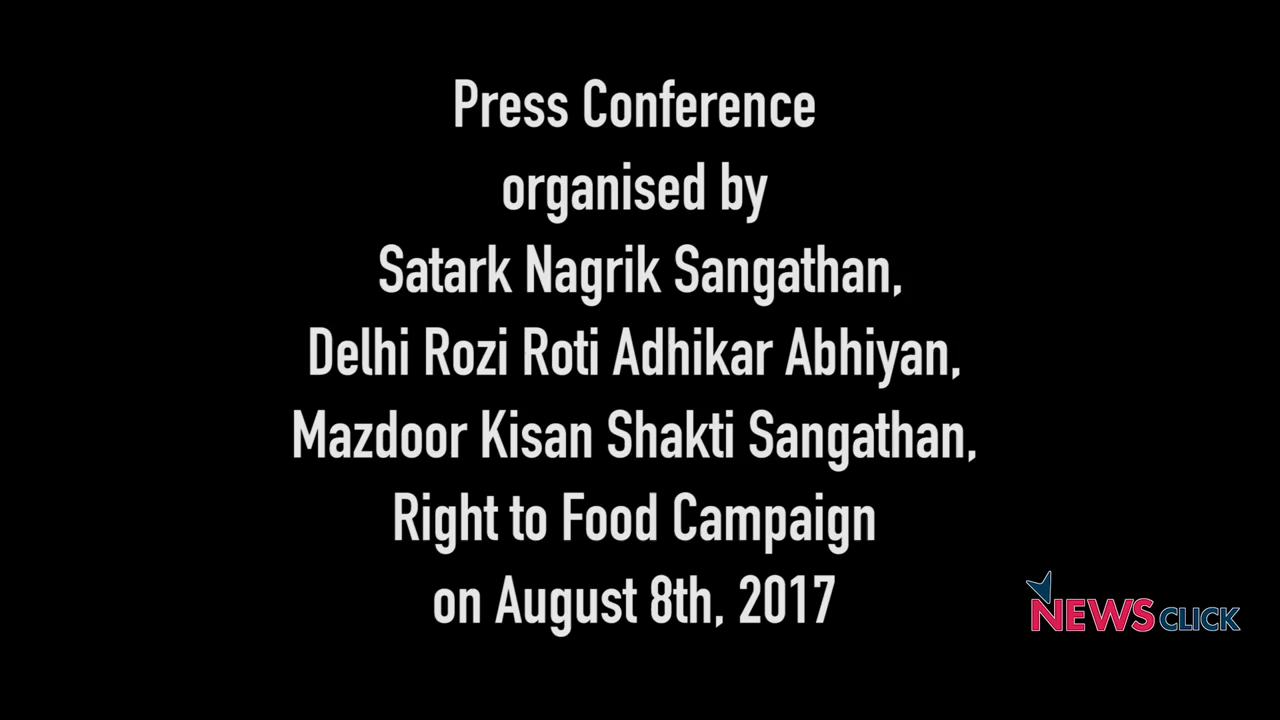 Press Conference
organised by
Satark Nagrik Sangathan,
Delhi Rozi Roti Adhikar Abhiyan,
Mazdoor Kisan Shakti Sangathan,
Right to Food Campaign
on August 8th, 2017
NEWSCLICK